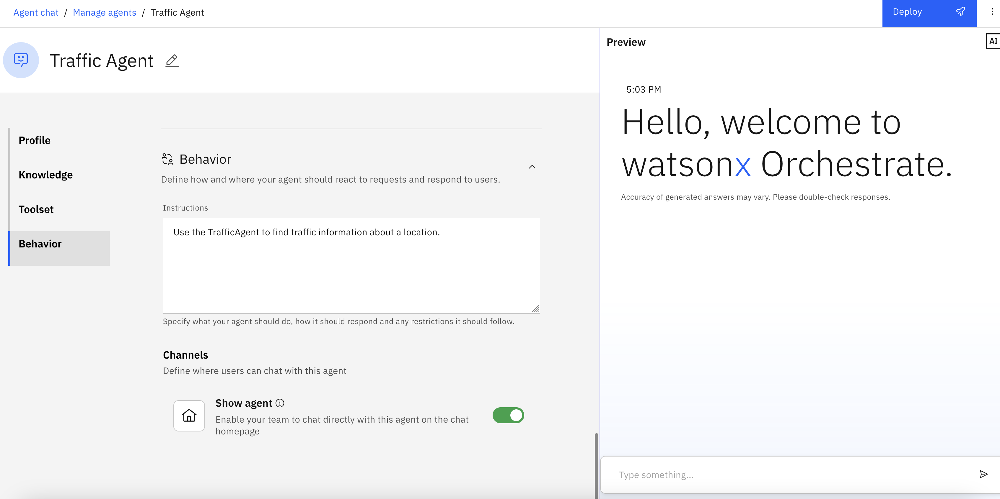 Agent chat / Manage agents / Traffic Agent
Deploy
Traffic Agent
Profile
Knowledge
Toolset
Behavior
Behavior
Define how and where your agent should react to requests and respond to users.
Instructions
Use the TrafficAgent to find traffic information about a location.
Specify what your agent should do, how it should respond and any restrictions it should follow.
Channels
Define where users can chat with this agent
Show agent
Enable your team to chat directly with this agent on the chat
homepage
Preview
AI
5:03 PM
Hello, welcome to
watsonx Orchestrate.
Accuracy of generated answers may vary. Please double-check responses.
Type something...